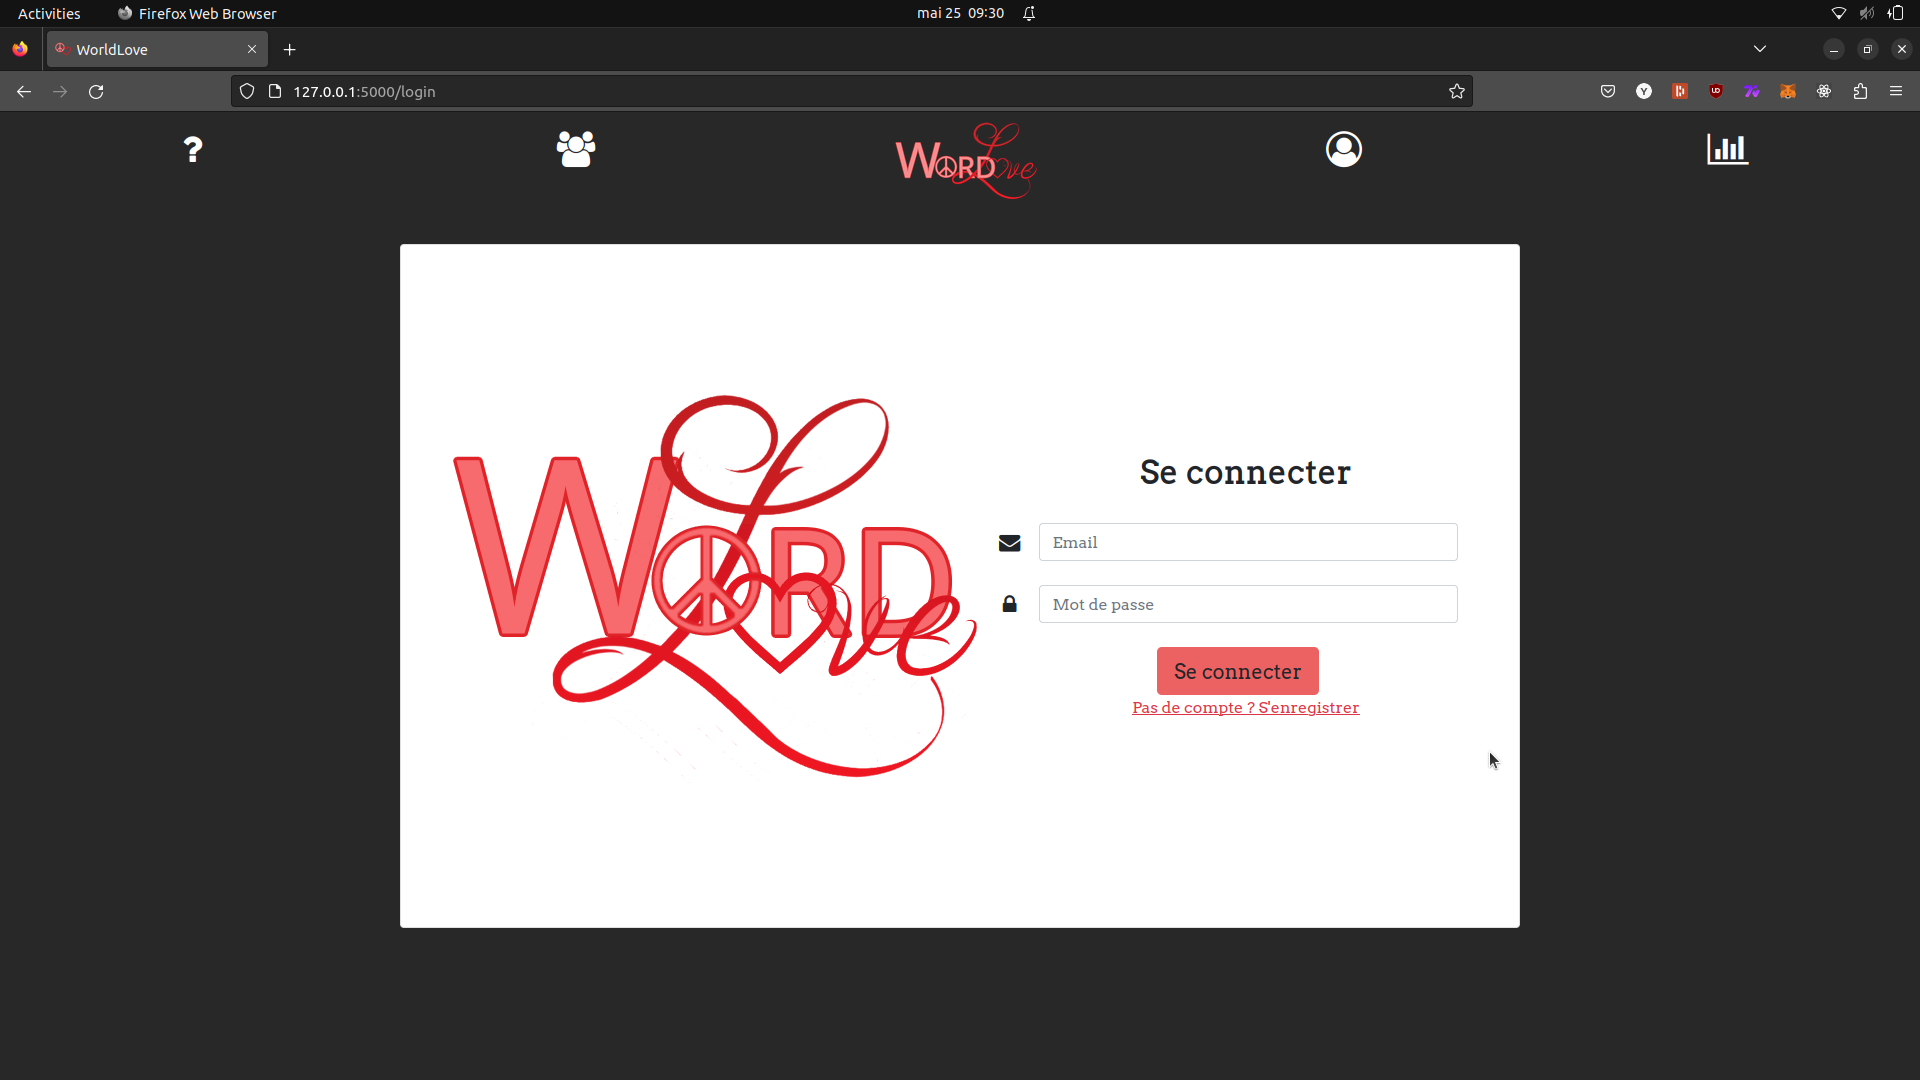 Activities Firefox Web Browser mai 25 09:30
WorldLove
127.0.0.1:5000/login
? WORD Love
WORD Love
Se connecter
Email
Mot de passe
Se connecter
Pas de compte ? S'enregistrer